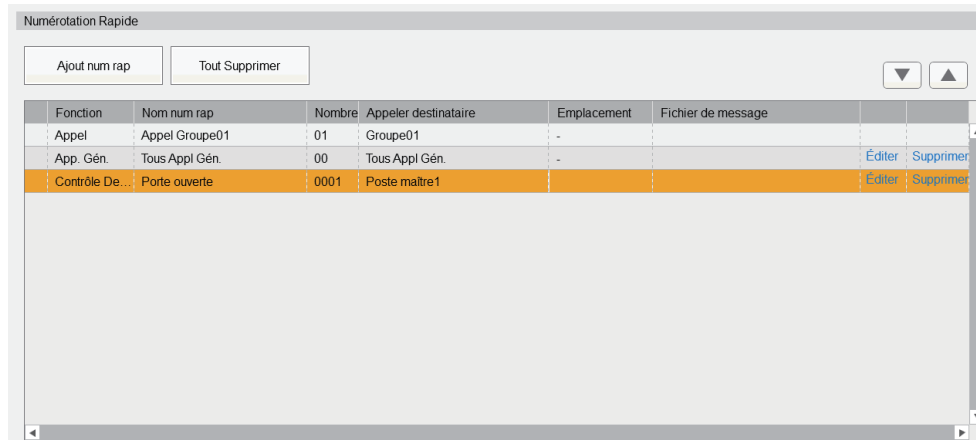 Numérotation Rapide
Ajout num rap Tout Supprimer
Fonction Nom num rap Nombre Appeler destinataire Emplacement Fichier de message
Appel Appel Groupe01 01 Groupe01 -
App. Gén. Tous Appl Gén. 00 Tous Appl Gén. - Éditer Supprimer
Contrôle De... Porte ouverte 0001 Poste maître1 Éditer Supprimer